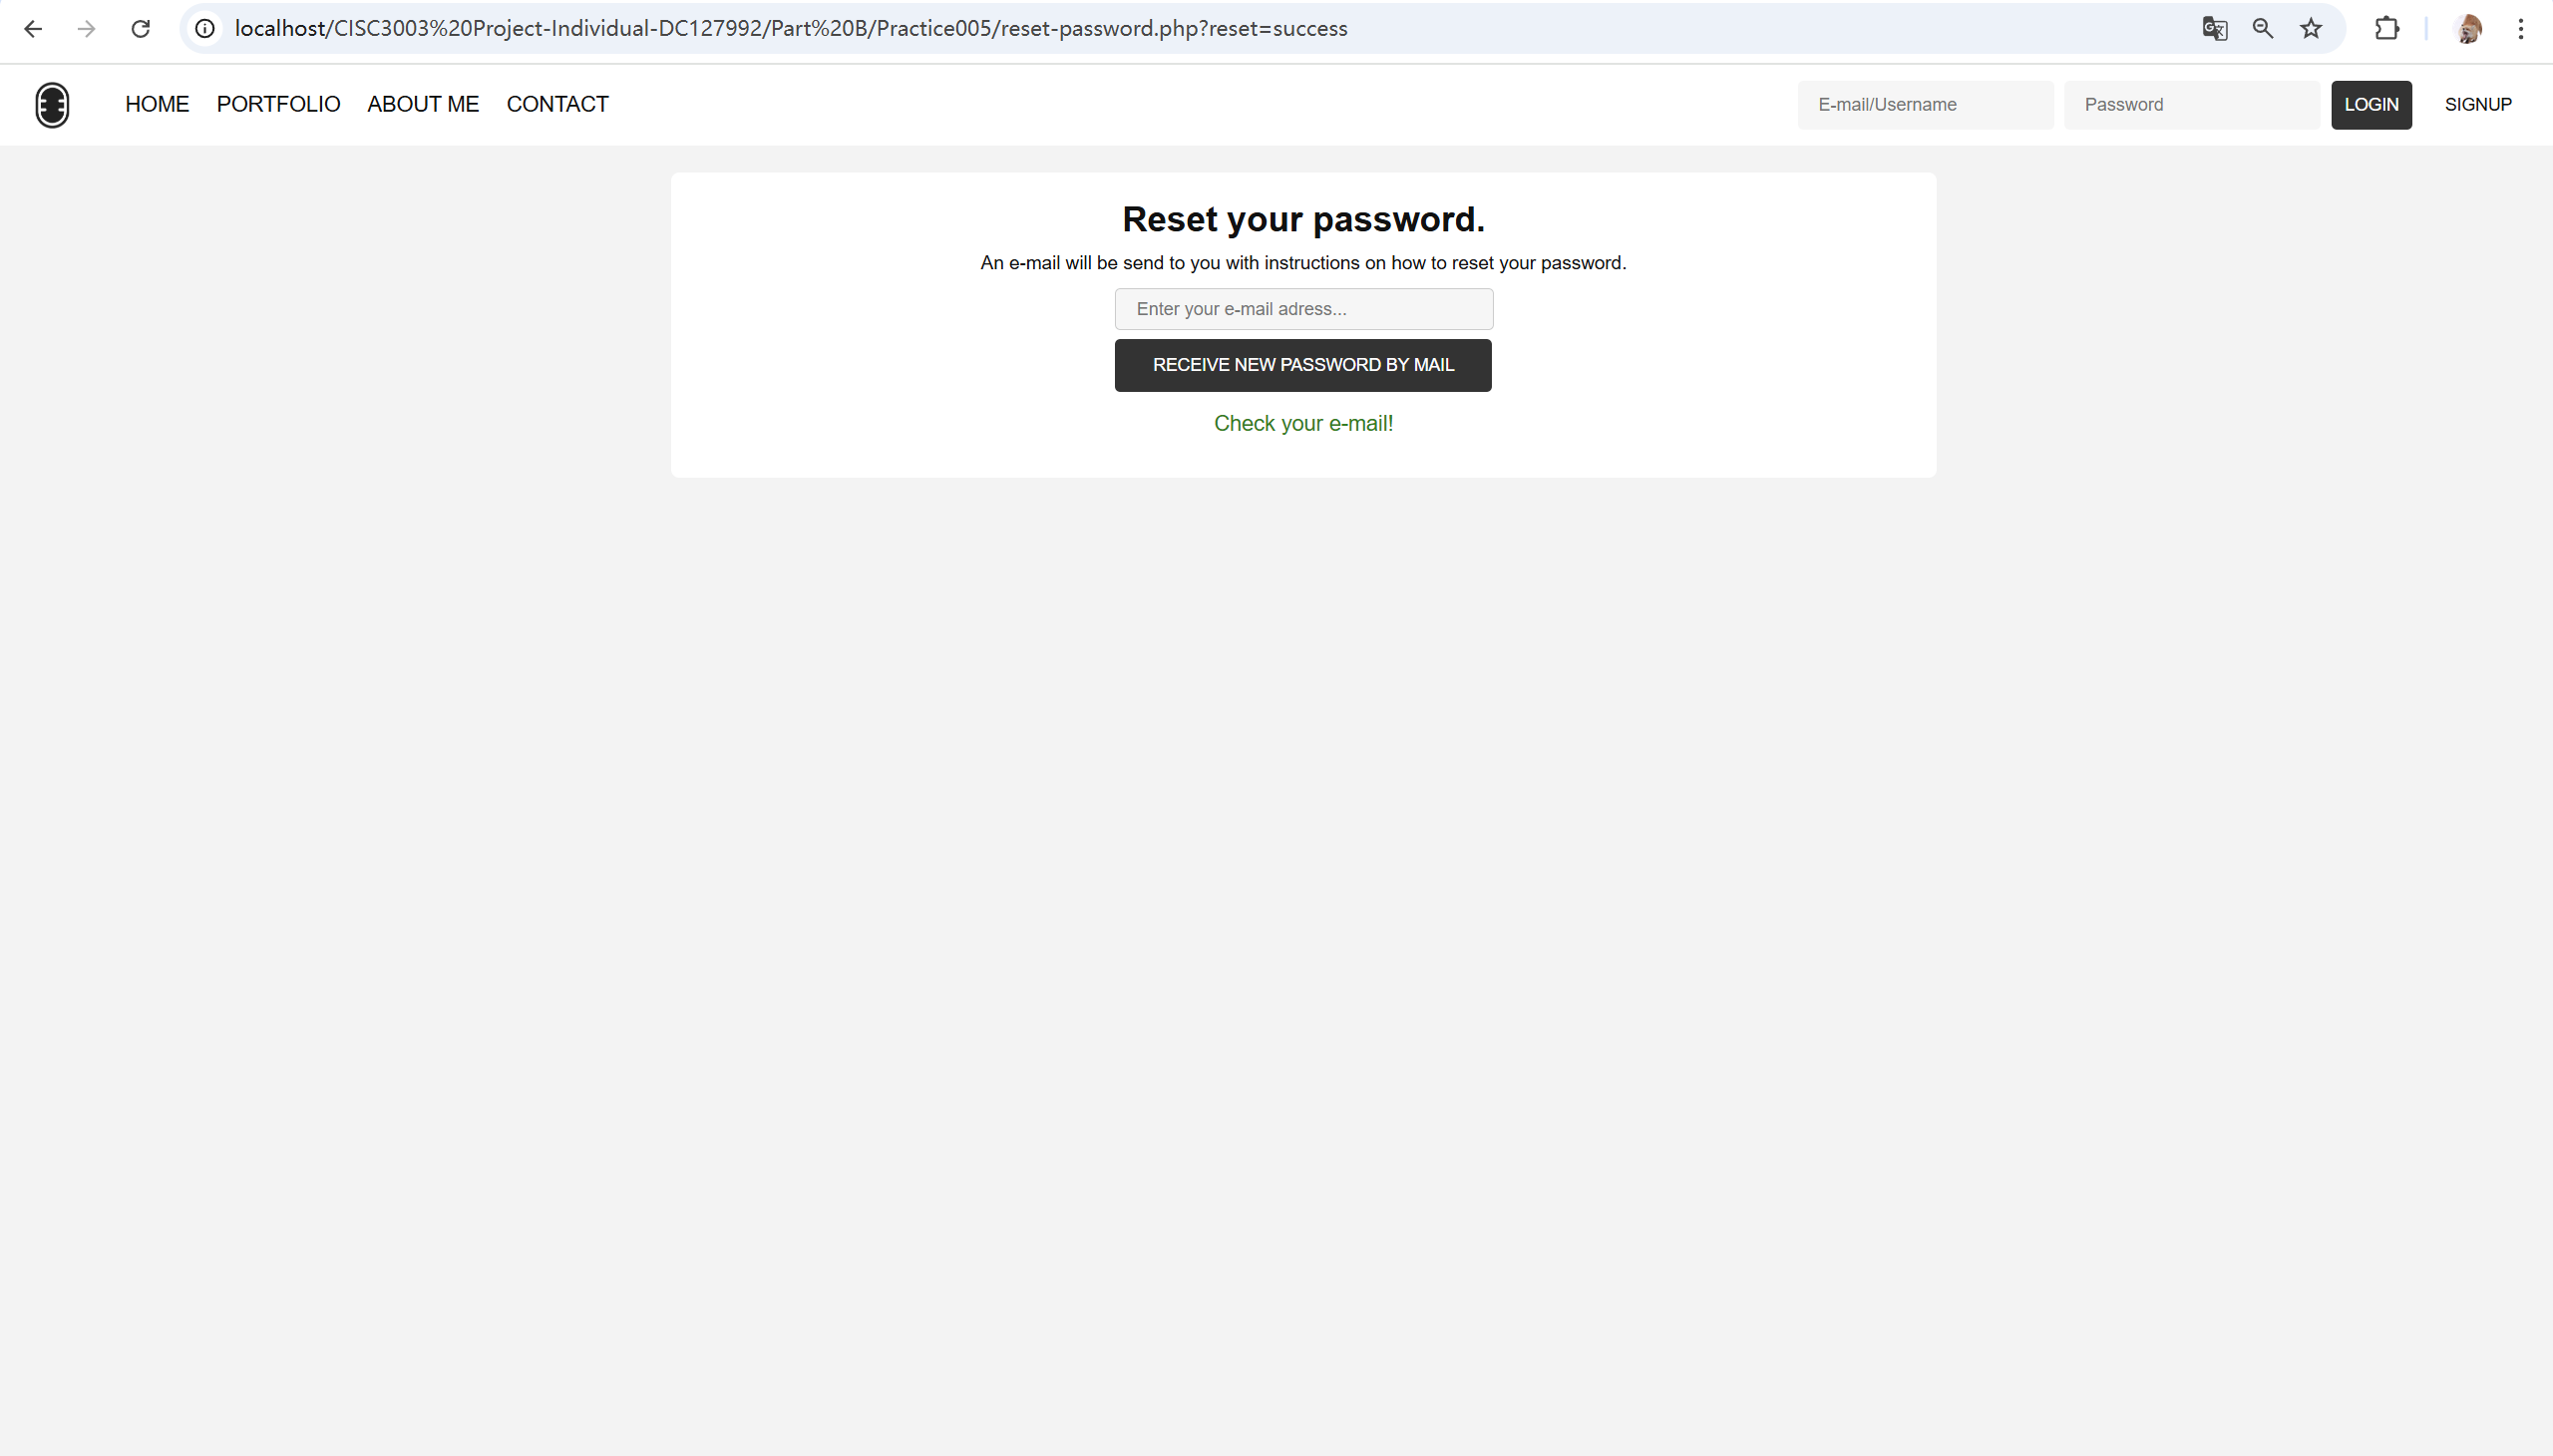 localhost/CISC3003%20Project-Individual-DC127992/Part%20B/Practice005/reset-password.php?reset=success
HOME PORTFOLIO ABOUT ME CONTACT E-mail/Username Password LOGIN SIGNUP
Reset your password.
An e-mail will be send to you with instructions on how to reset your password.
Enter your e-mail adress...
RECEIVE NEW PASSWORD BY MAIL
Check your e-mail!